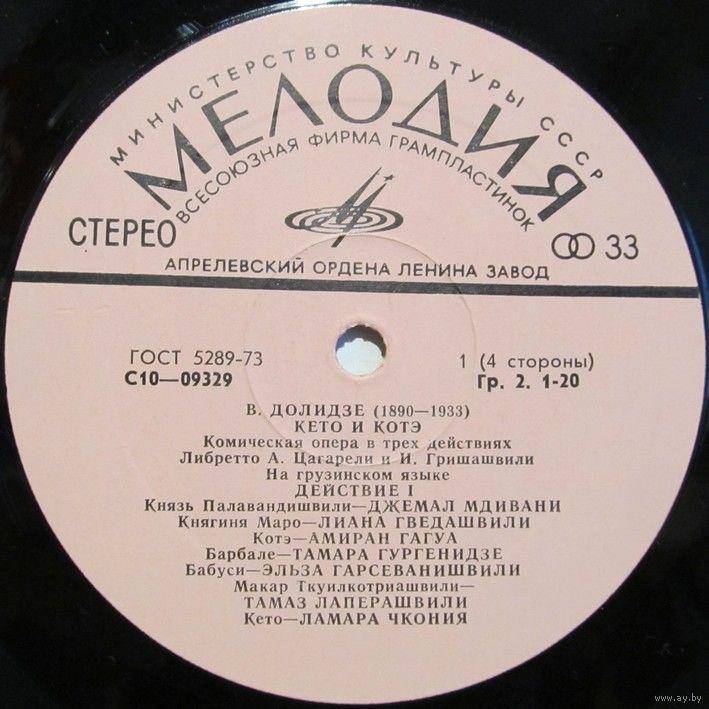 МИНИСТЕРСТВО КУЛЬТУРЫ СССР
МЕЛОДИЯ
ВСЕСОЮЗНАЯ ФИРМА ГРАМПЛАСТИНОК
СТЕРЕО
33
АПРЕЛЕВСКИЙ ОРДЕНА ЛЕНИНА ЗАВОД
ГОСТ 5289-73
1 (4 стороны)
С10—09329
Гр. 2. 1-20
В. ДОЛИДЗЕ (1890—1933)
КЕТО И КОТЭ
Комическая опера в трех действиях
Либретто А. Цагарели и И. Гришашвили
На грузинском языке
ДЕЙСТВИЕ I
Князь Палавандишвили—ДЖЕМАЛ МДИВАНИ
Княгиня Маро—ЛИАНА ГВЕДАШВИЛИ
Котэ—АМИРАН ГАГУА
Барбале—ТАМАРА ГУРГЕНИДЗЕ
Бабуси—ЭЛЬЗА ГАРСЕВАНИШВИЛИ
Макар Ткуилкотриашвили—
ТАМАЗ ЛАПЕРАШВИЛИ
Кето—ЛАМАРА ЧКОНИЯ
www.ay.by